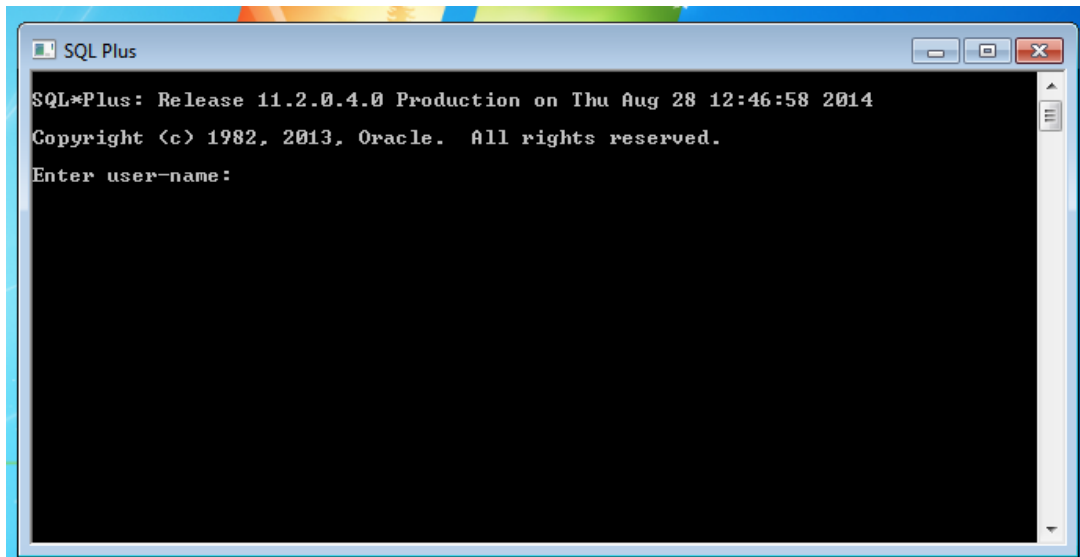 SQL Plus
SQL*Plus: Release 11.2.0.4.0 Production on Thu Aug 28 12:46:58 2014
Copyright (c) 1982, 2013, Oracle.  All rights reserved.
Enter user-name: